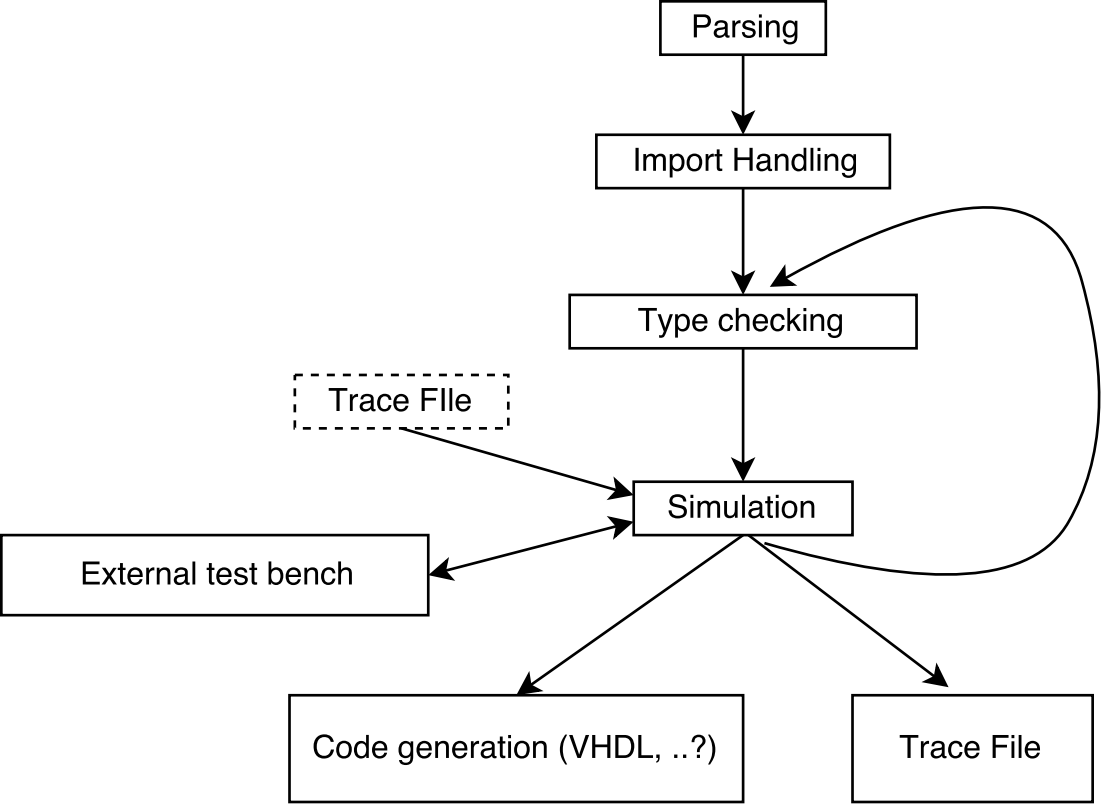 Parsing
Import Handling
Type checking
Trace FIle
Simulation
External test bench
Code generation (VHDL, ..?)
Trace File